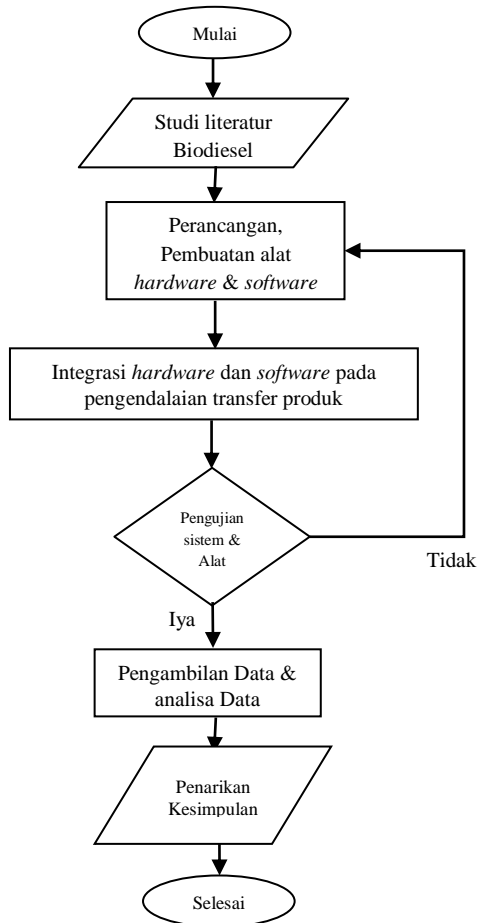 Mulai
Studi literatur
Biodiesel
Perancangan,
Pembuatan alat
hardware & software
Integrasi hardware dan software pada
pengendalaian transfer produk
Pengujian
sistem &
Alat
Tidak
Iya
Pengambilan Data &
analisa Data
Penarikan
Kesimpulan
Selesai